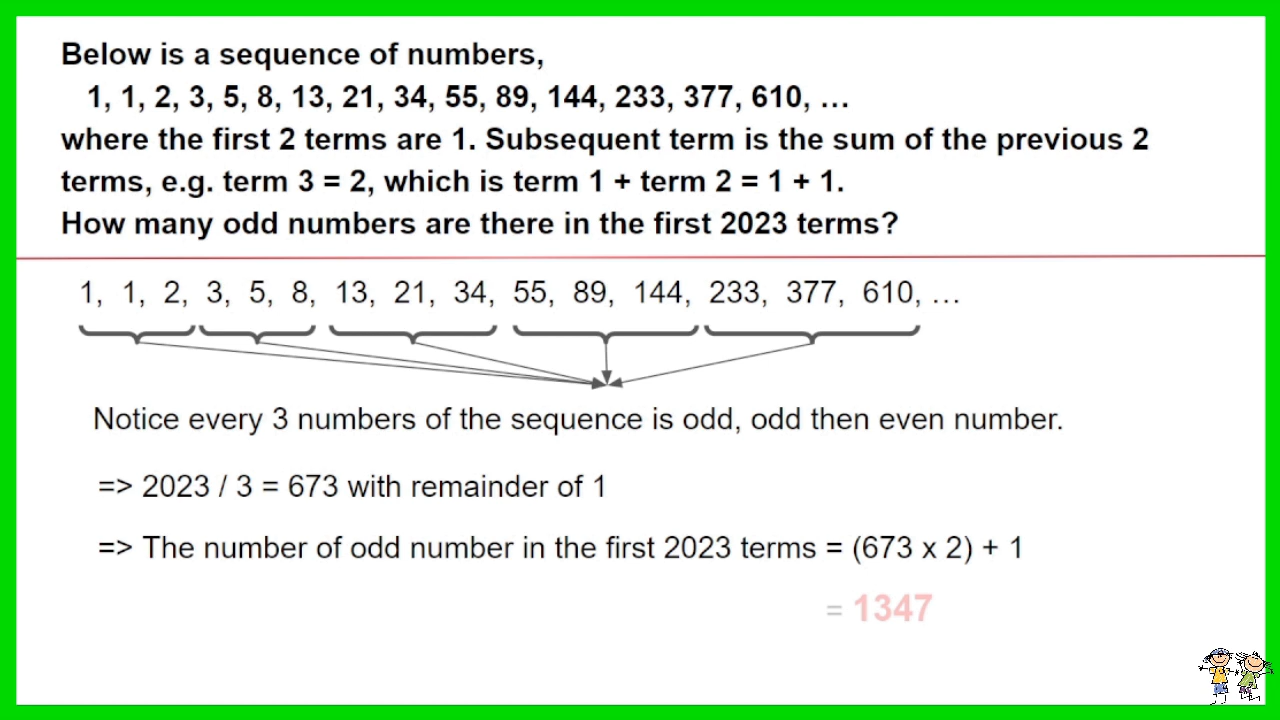 Below is a sequence of numbers,
1, 1, 2, 3, 5, 8, 13, 21, 34, 55, 89, 144, 233, 377, 610, …
where the first 2 terms are 1. Subsequent term is the sum of the previous 2
terms, e.g. term 3 = 2, which is term 1 + term 2 = 1 + 1.
How many odd numbers are there in the first 2023 terms?
1, 1, 2, 3, 5, 8, 13, 21, 34, 55, 89, 144, 233, 377, 610, …
Notice every 3 numbers of the sequence is odd, odd then even number.
=> 2023 / 3 = 673 with remainder of 1
=> The number of odd number in the first 2023 terms = (673 x 2) + 1
= 1347